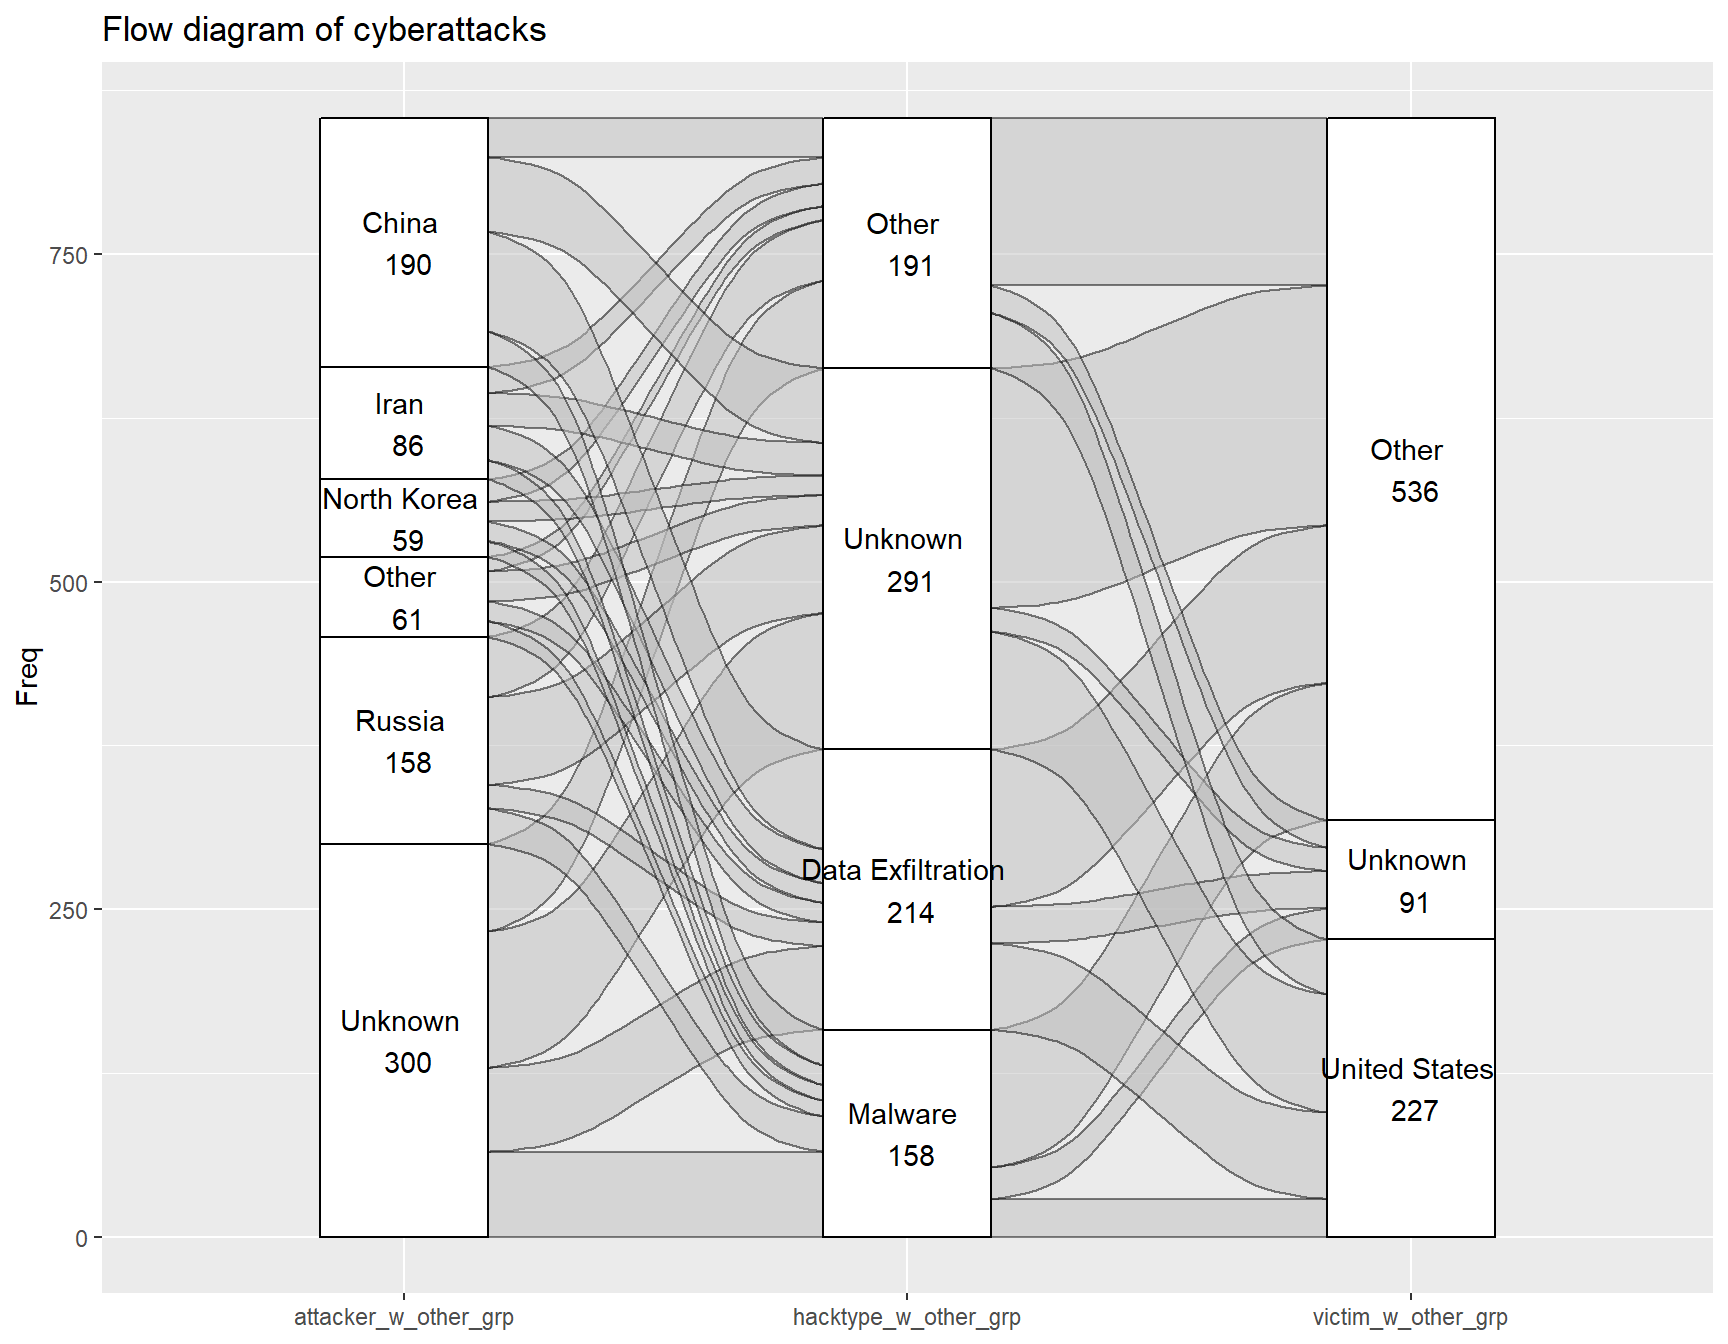 Flow diagram of cyberattacks
Freq
750
500
250
0
China
190
Iran
86
North Korea
59
Other
61
Russia
158
Unknown
300
Other
191
Unknown
291
Data Exfiltration
214
Malware
158
Other
536
Unknown
91
United States
227
attacker_w_other_grp
hacktype_w_other_grp
victim_w_other_grp